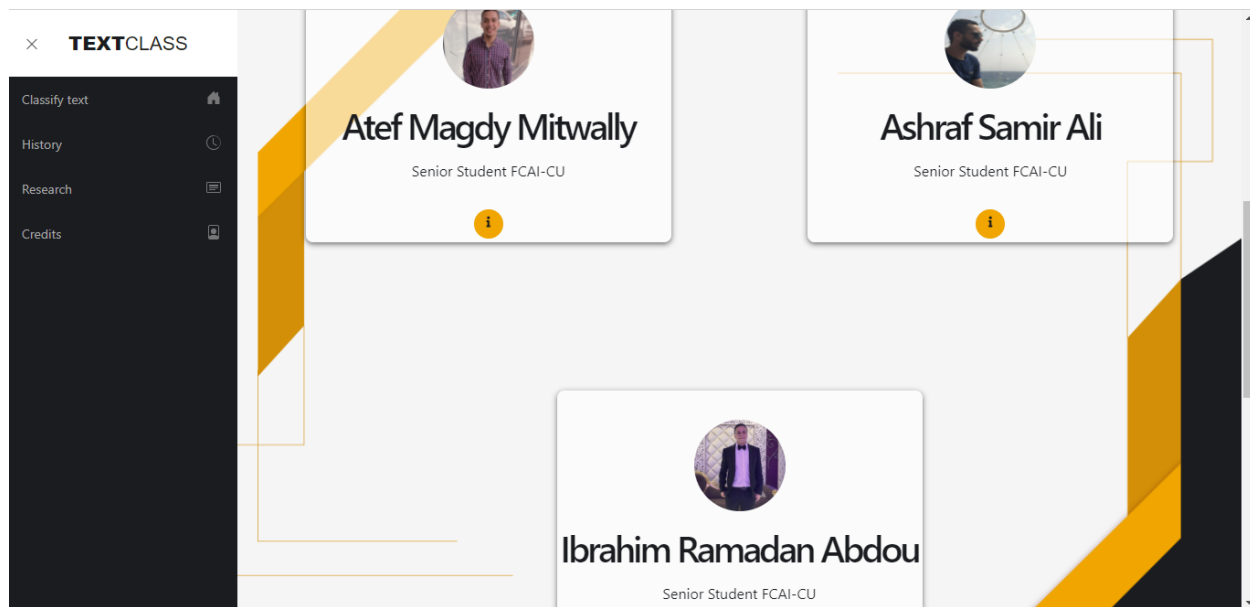 TEXTCLASS
Classify text
History
Research
Credits
Atef Magdy Mitwally
Senior Student FCAI-CU
i
Ashraf Samir Ali
Senior Student FCAI-CU
i
Ibrahim Ramadan Abdou
Senior Student FCAI-CU